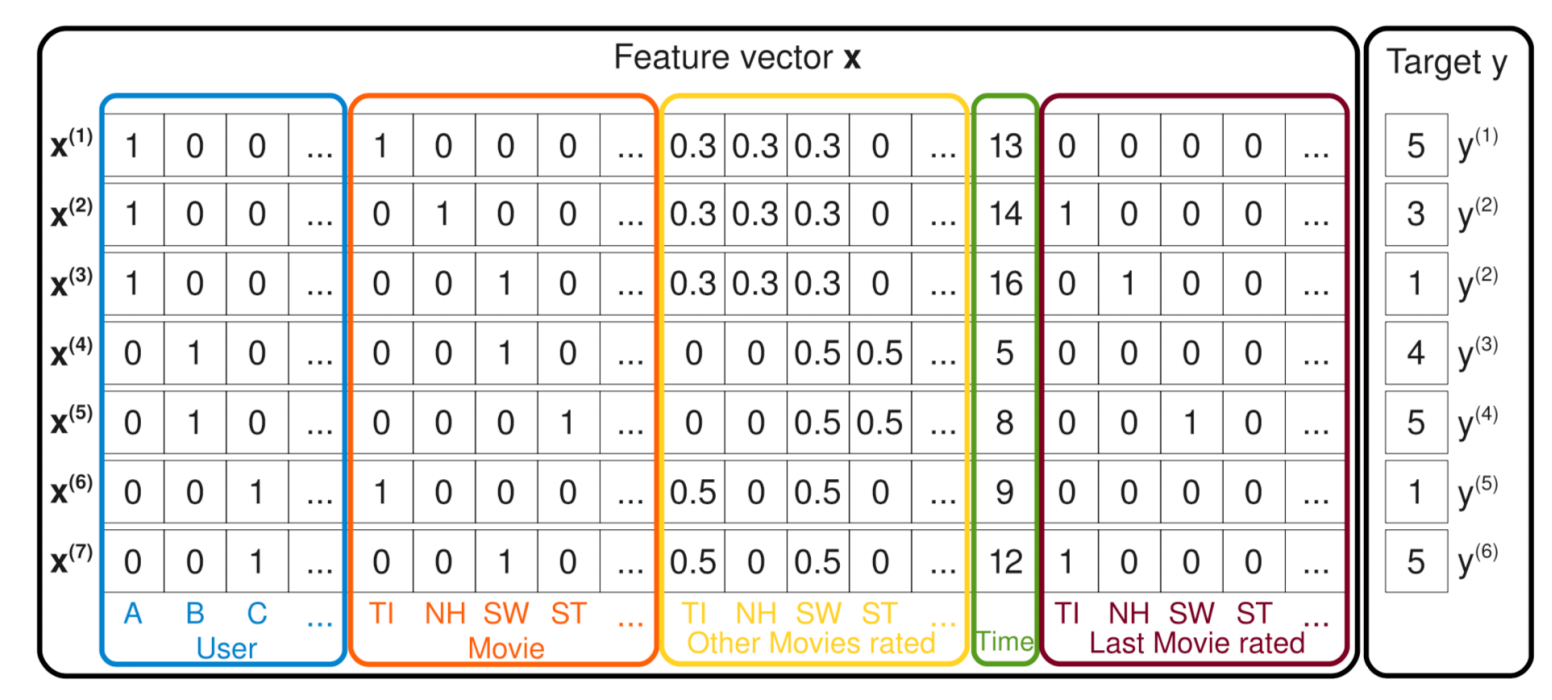 Feature vector x
Target y
x(1) 1 0 0 ... 1 0 0 0 ... 0.3 0.3 0.3 0 ... 13 0 0 0 0 ... 5 y(1)
x(2) 1 0 0 ... 0 1 0 0 ... 0.3 0.3 0.3 0 ... 14 1 0 0 0 ... 3 y(2)
x(3) 1 0 0 ... 0 0 1 0 ... 0.3 0.3 0.3 0 ... 16 0 1 0 0 ... 1 y(2)
x(4) 0 1 0 ... 0 0 1 0 ... 0 0 0.5 0.5 ... 5 0 0 0 0 ... 4 y(3)
x(5) 0 1 0 ... 0 0 0 1 ... 0 0 0.5 0.5 ... 8 0 0 1 0 ... 5 y(4)
x(6) 0 0 1 ... 1 0 0 0 ... 0.5 0 0.5 0 ... 9 0 0 0 0 ... 1 y(5)
x(7) 0 0 1 ... 0 0 1 0 ... 0.5 0 0.5 0 ... 12 1 0 0 0 ... 5 y(6)
A B C ... TI NH SW ST ... TI NH SW ST ... TI NH SW ST ...
User Movie Other Movies rated Time Last Movie rated